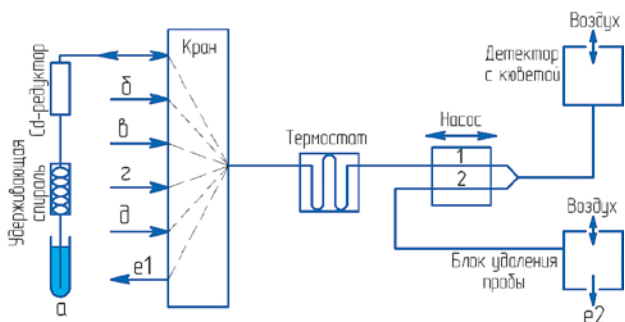 Воздух
Кран
Детектор
с кюветой
Cd-редуктор
б
в
Термостат
Насос
1
2
г
Удерживающая
спираль
д
Воздух
е1
Блок удаления
пробы
а
е2